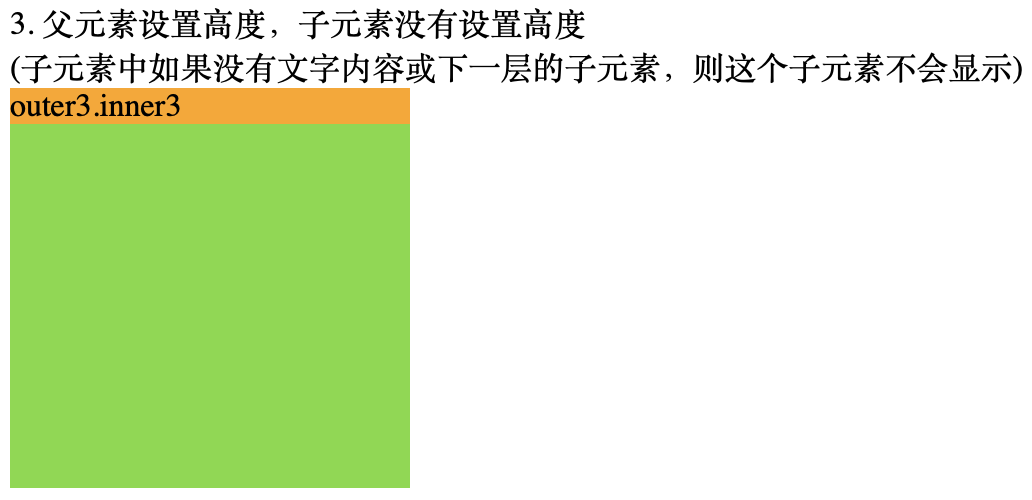 3. 父元素设置高度，子元素没有设置高度
(子元素中如果没有文字内容或下一层的子元素，则这个子元素不会显示)
outer3.inner3